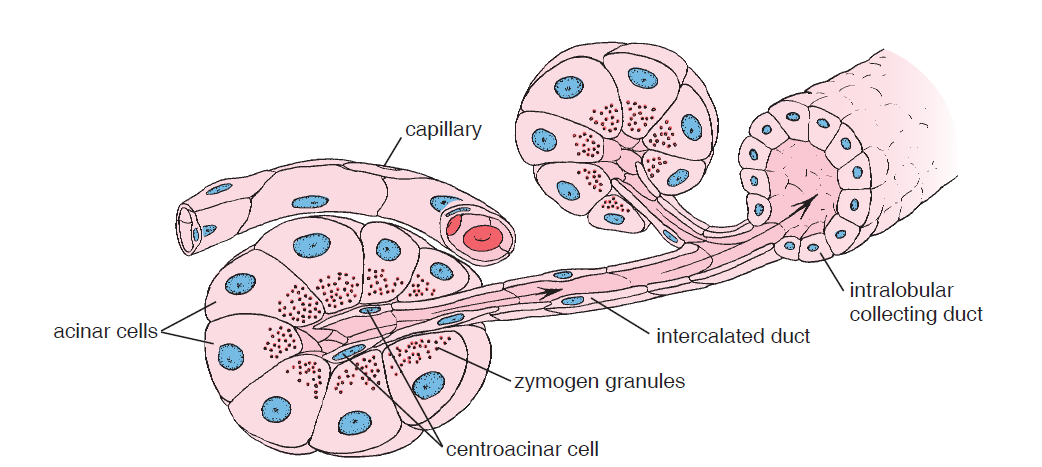 capillary
acinar cells
intralobular
collecting duct
intercalated duct
zymogen granules
centroacinar cell